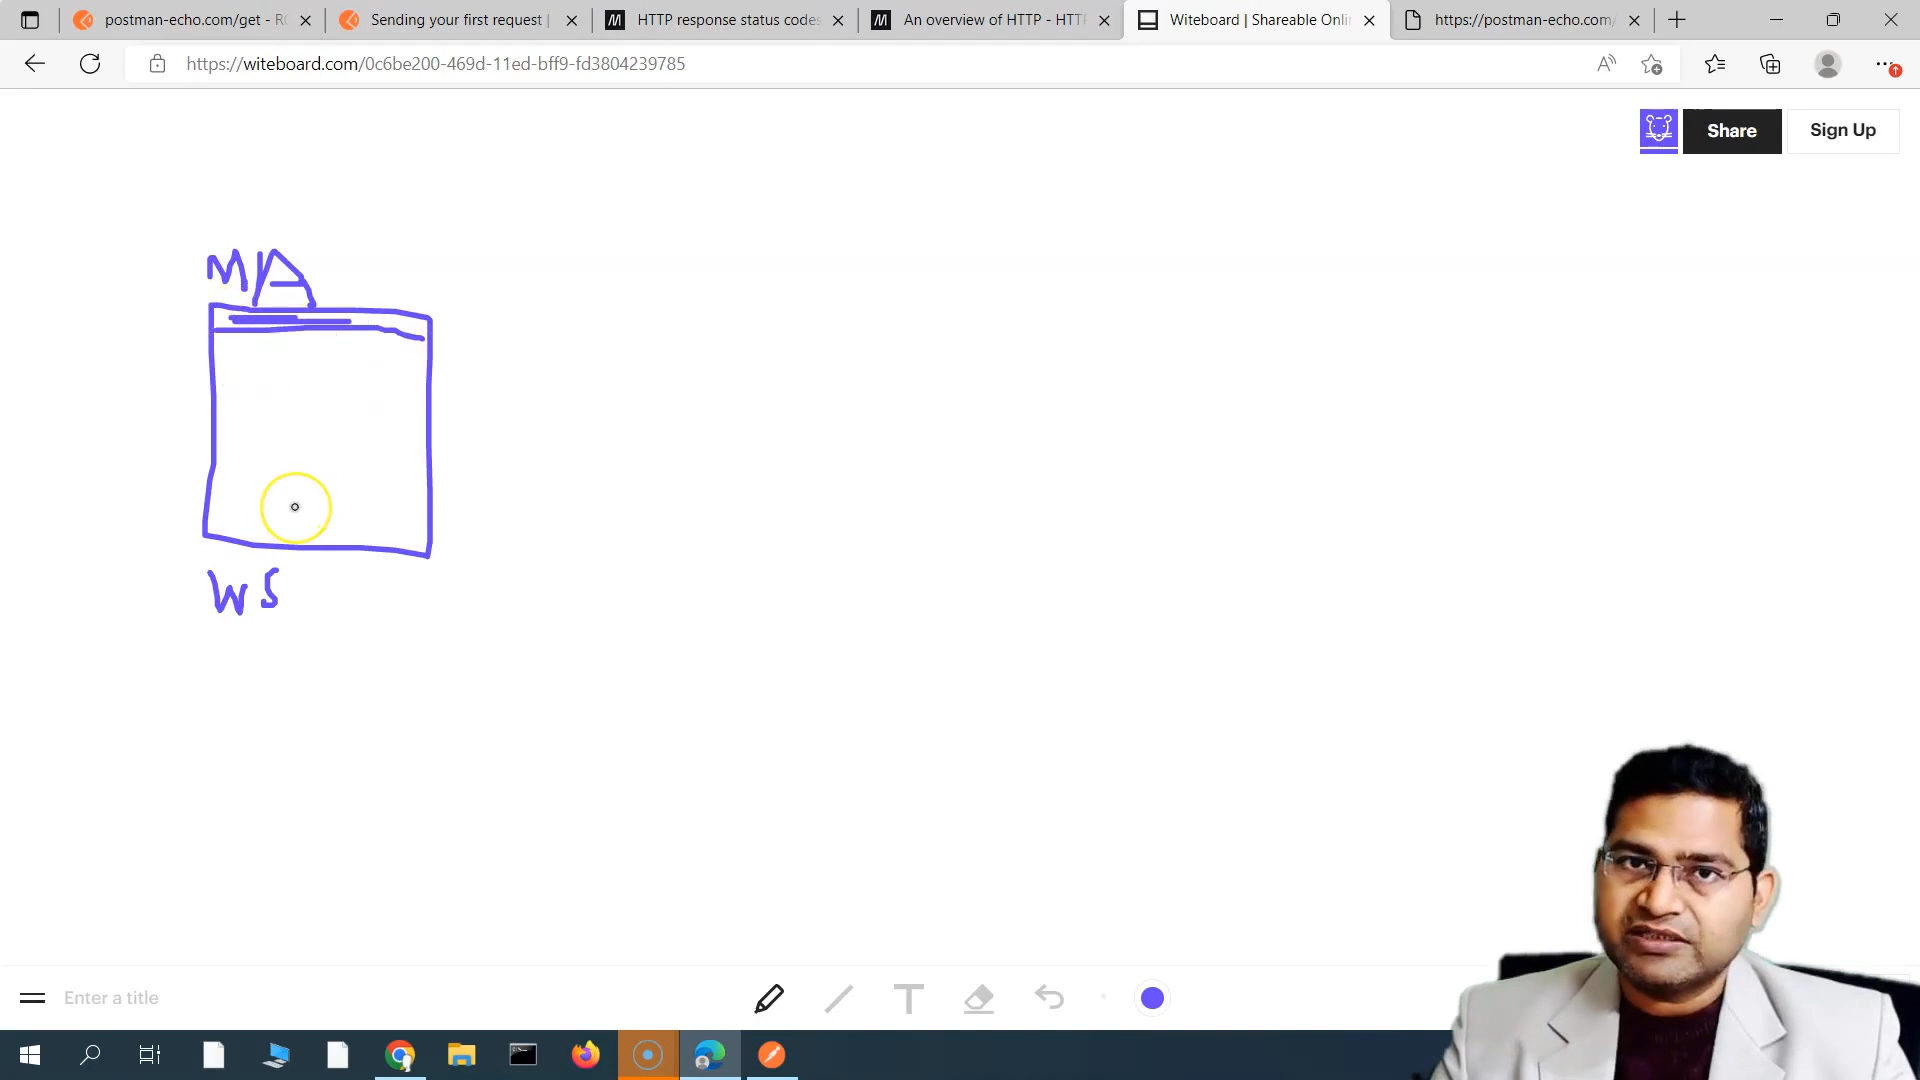 postman-echo.com/get - R
Sending your first request |
HTTP response status codes
An overview of HTTP - HTT
Witeboard | Shareable Onli
https://postman-echo.com/
https://witeboard.com/0c6be200-469d-11ed-bff9-fd3804239785
Share
Sign Up
MA
WS
Enter a title
T